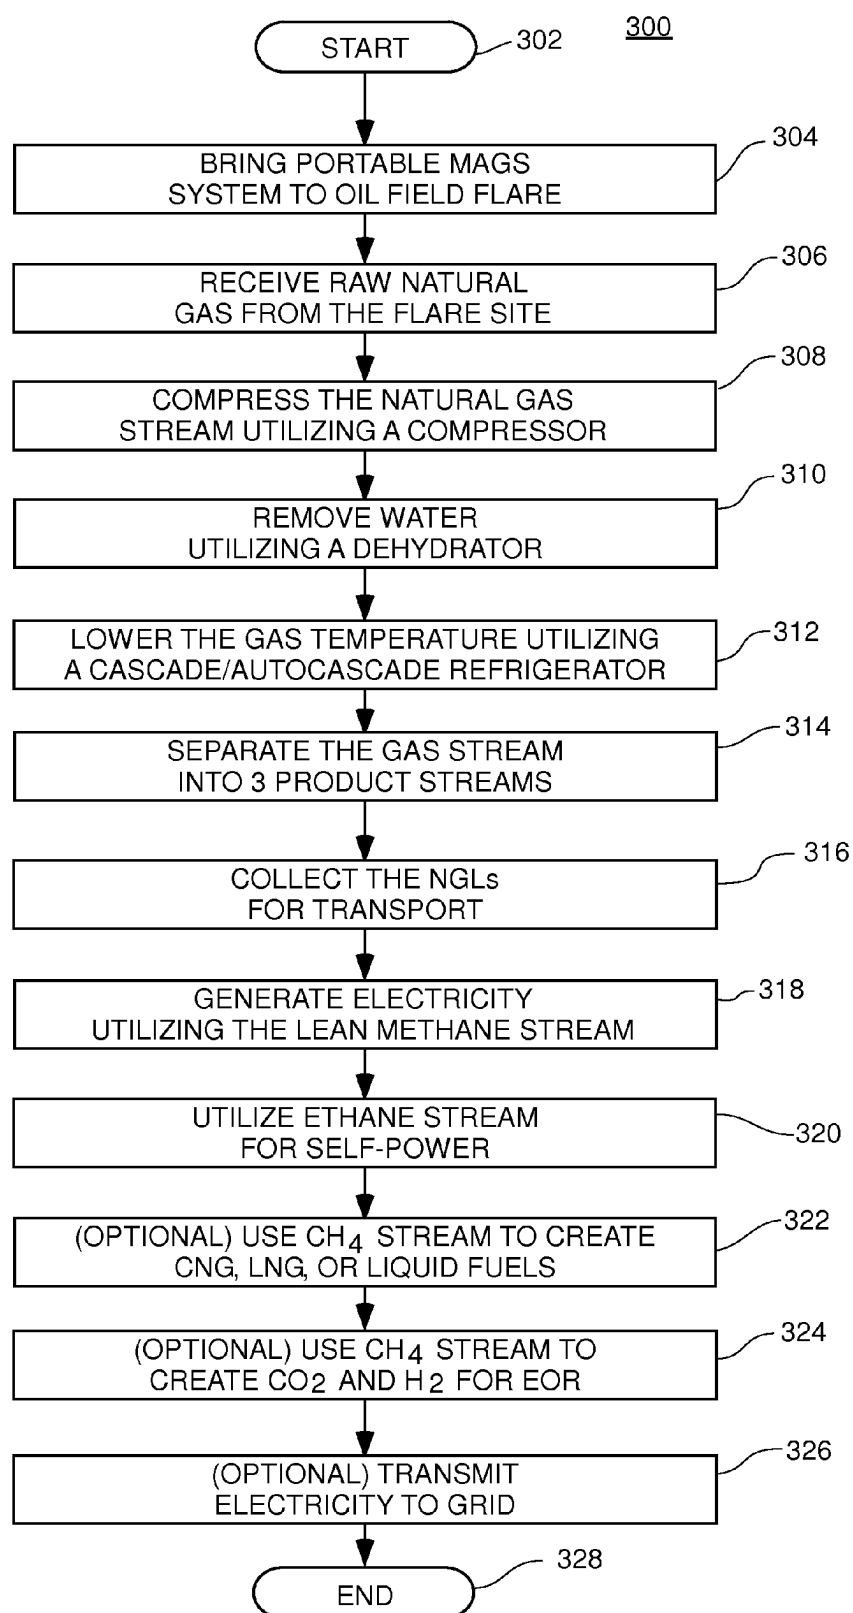 300
START
302
304
BRING PORTABLE MAGS
SYSTEM TO OIL FIELD FLARE
306
RECEIVE RAW NATURAL
GAS FROM THE FLARE SITE
308
COMPRESS THE NATURAL GAS
STREAM UTILIZING A COMPRESSOR
310
REMOVE WATER
UTILIZING A DEHYDRATOR
312
LOWER THE GAS TEMPERATURE UTILIZING
A CASCADE/AUTOCASCADE REFRIGERATOR
314
SEPARATE THE GAS STREAM
INTO 3 PRODUCT STREAMS
316
COLLECT THE NGLs
FOR TRANSPORT
318
GENERATE ELECTRICITY
UTILIZING THE LEAN METHANE STREAM
UTILIZE ETHANE STREAM
FOR SELF-POWER
320
322
(OPTIONAL) USE CH4 STREAM TO CREATE
CNG, LNG, OR LIQUID FUELS
324
(OPTIONAL) USE CH4 STREAM TO
CREATE CO2 AND H2 FOR EOR
326
(OPTIONAL) TRANSMIT
ELECTRICITY TO GRID
328
END